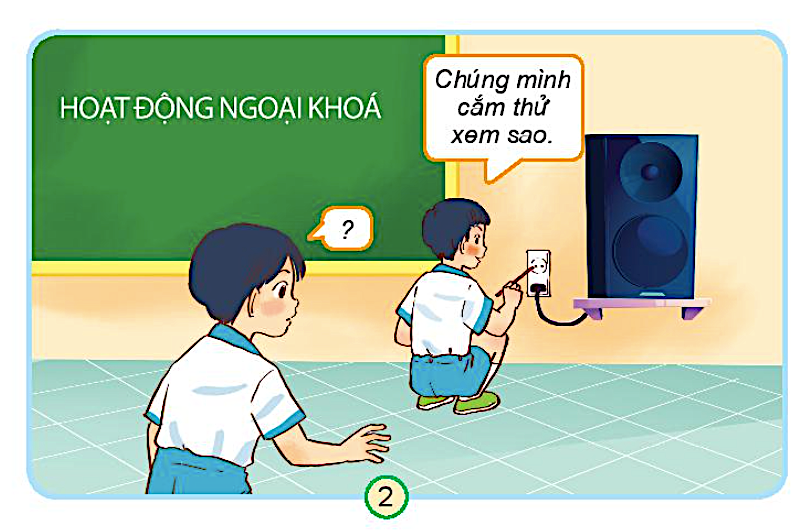 HOẠT ĐỘNG NGOẠI KHOÁ
Chúng mình
cắm thử
xem sao.
?
2